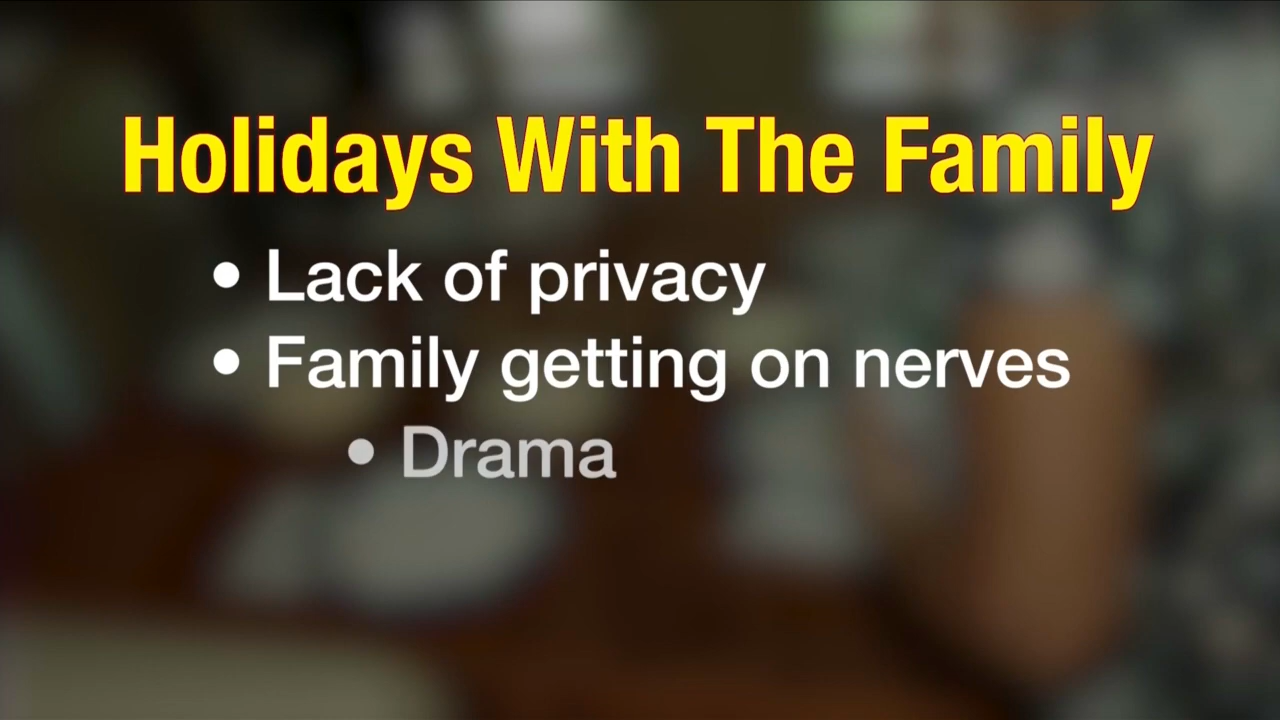 Holidays With The Family
• Lack of privacy
• Family getting on nerves
• Drama